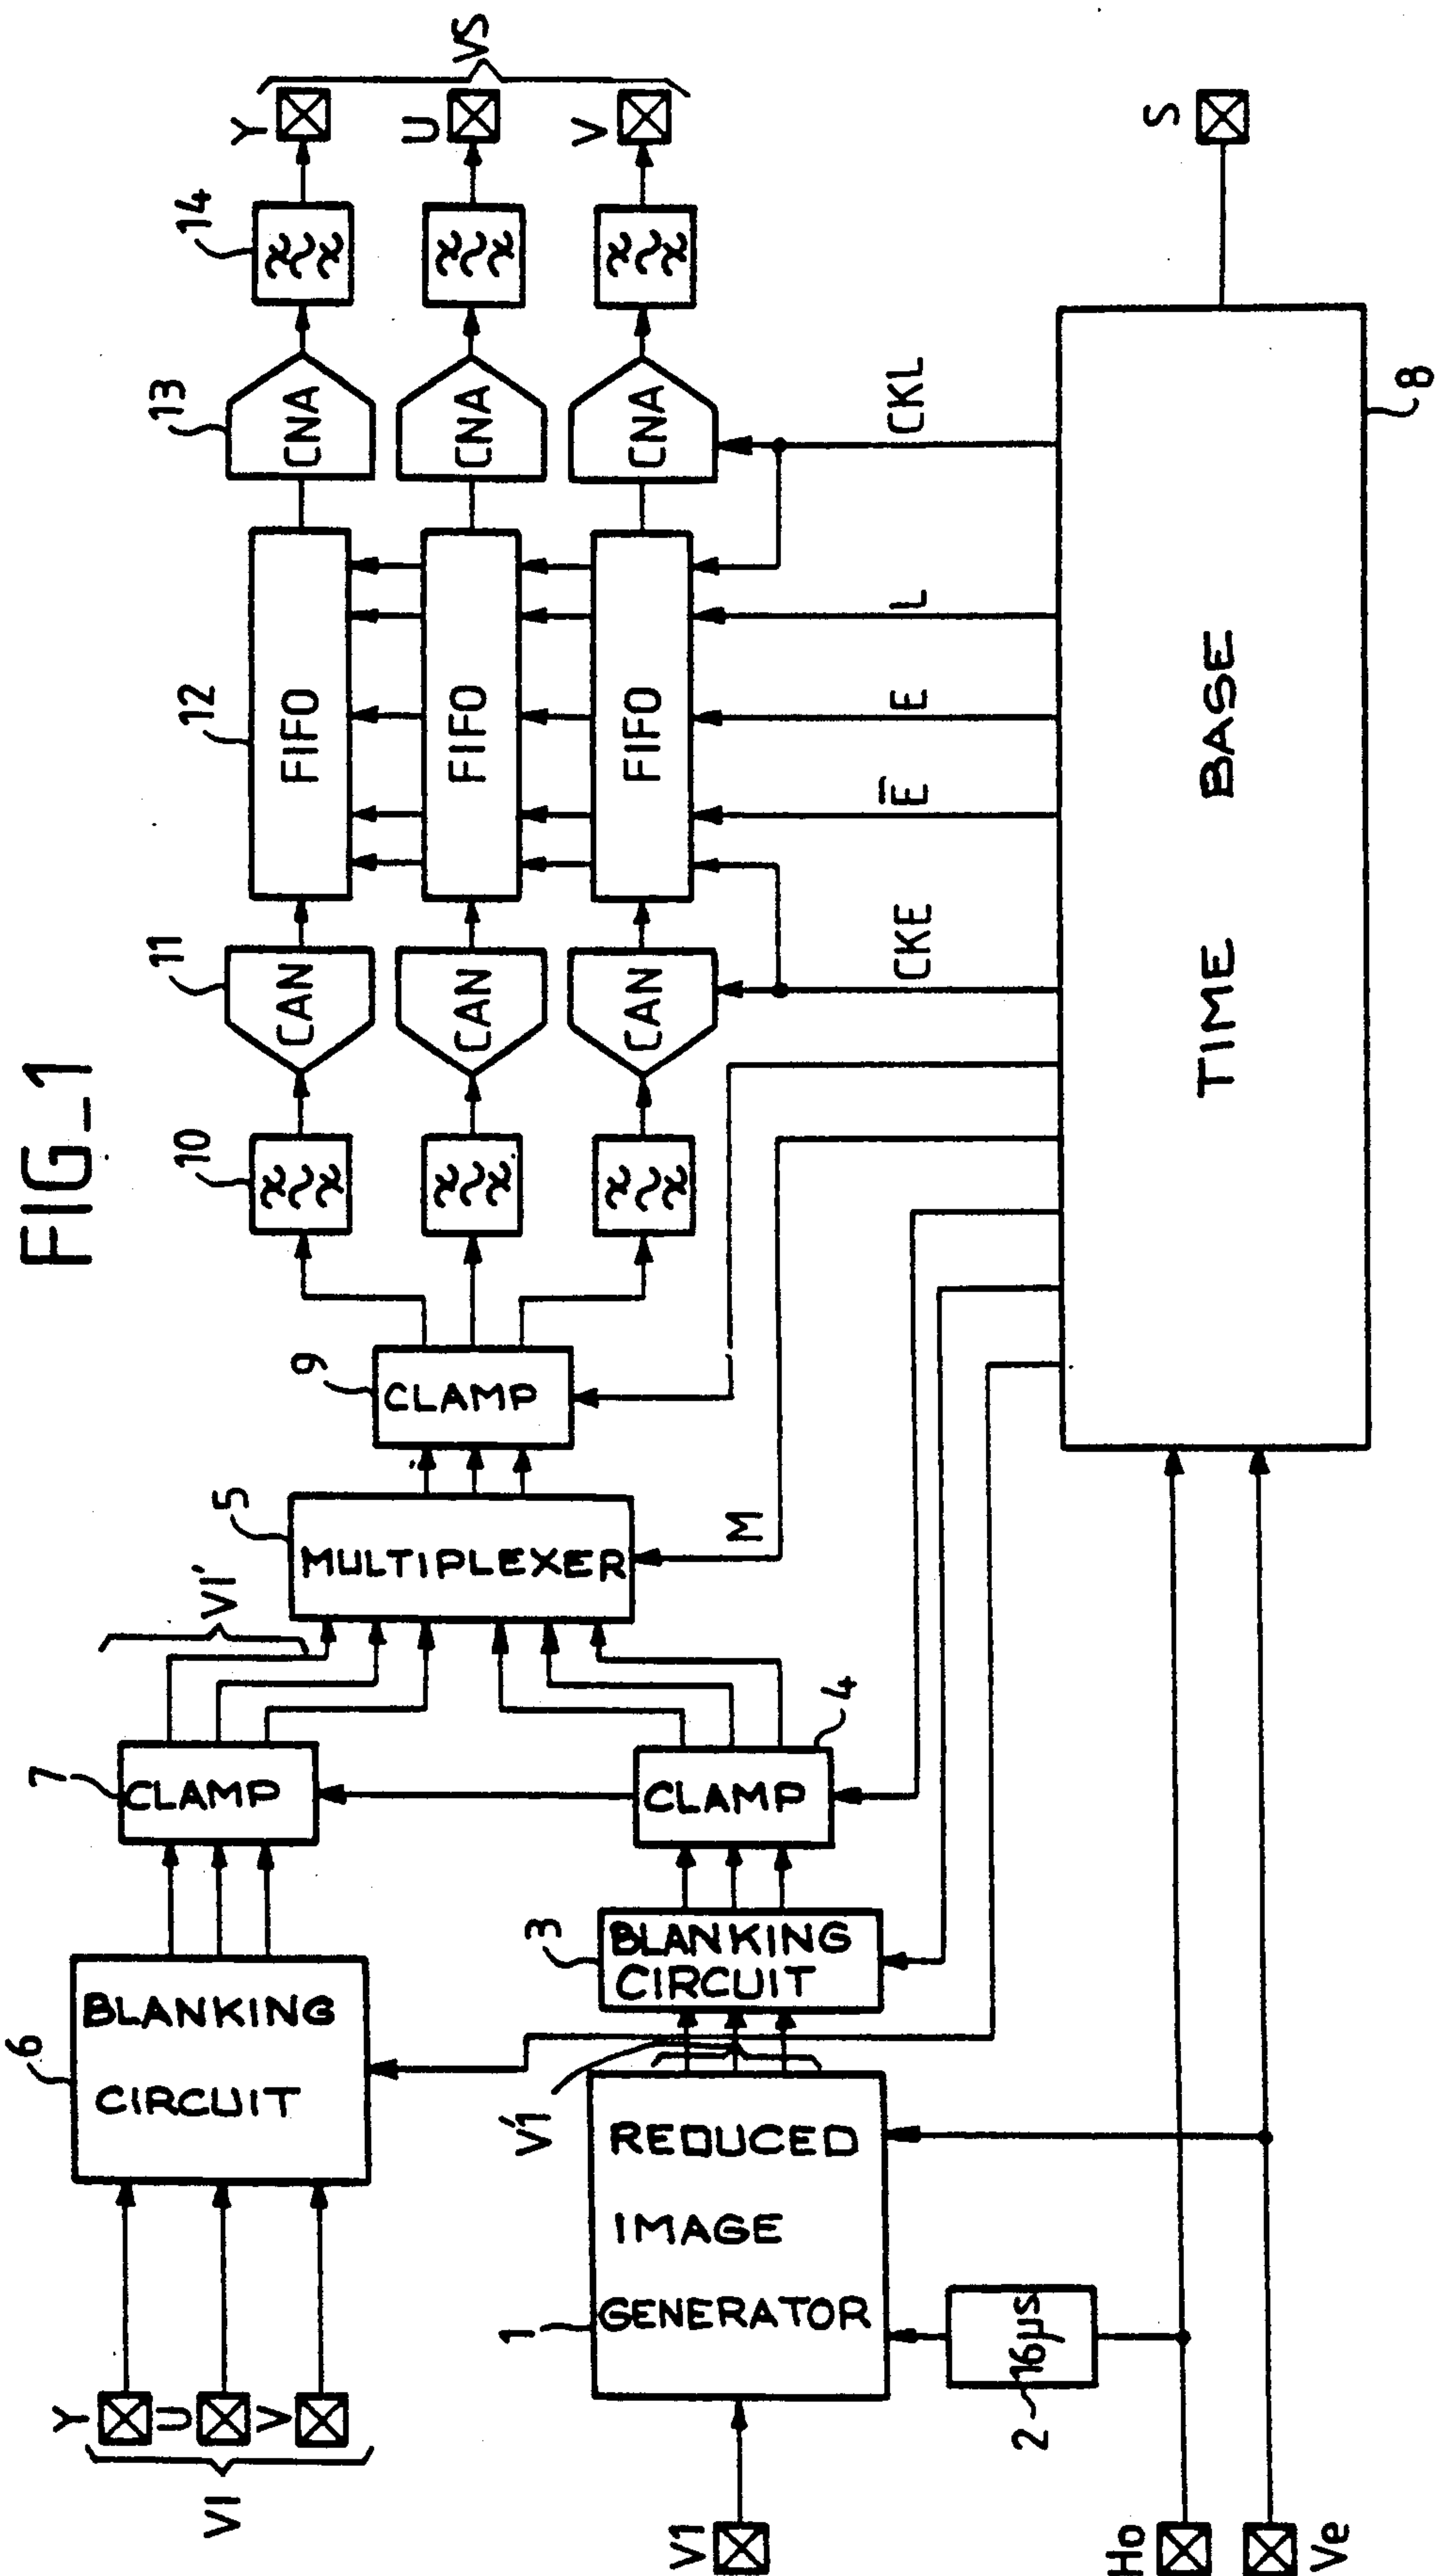 FIG_1
VI
Y
U
V
6
BLANKING
CIRCUIT
7
CLAMP
VI'
5
MULTIPLEXER
M
9
CLAMP
10
11
CAN
CAN
CAN
12
FIFO
FIFO
FIFO
13
CNA
CNA
CNA
14
Y
U
V
VS
V1
1
REDUCED
IMAGE
GENERATOR
V'1
3
BLANKING
CIRCUIT
4
CLAMP
2
16µs
CKE
E̅
E
L
CKL
Ho
Ve
TIME BASE
8
S